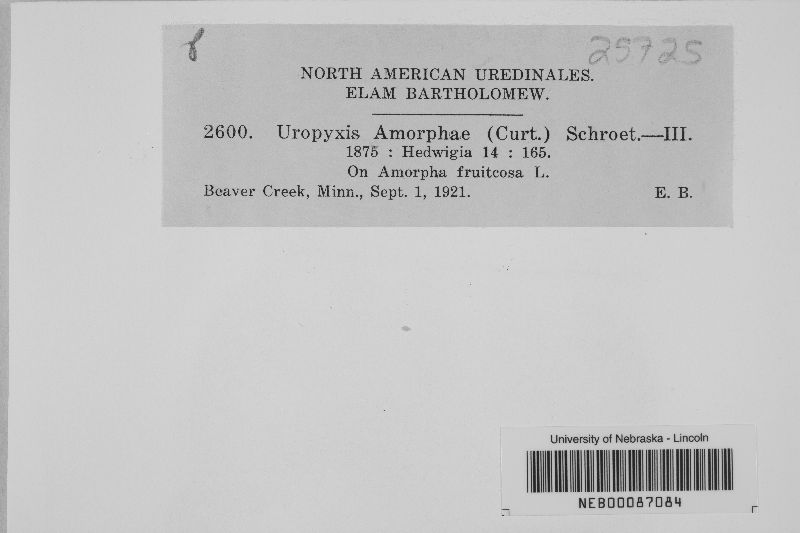 25725
NORTH AMERICAN UREDINALES.
ELAM BARTHOLOMEW.
2600. Uropyxis Amorphae (Curt.) Schroet.—III.
1875 : Hedwigia 14 : 165.
On Amorpha fruitcosa L.
Beaver Creek, Minn., Sept. 1, 1921. E. B.
University of Nebraska - Lincoln
NEB00087084